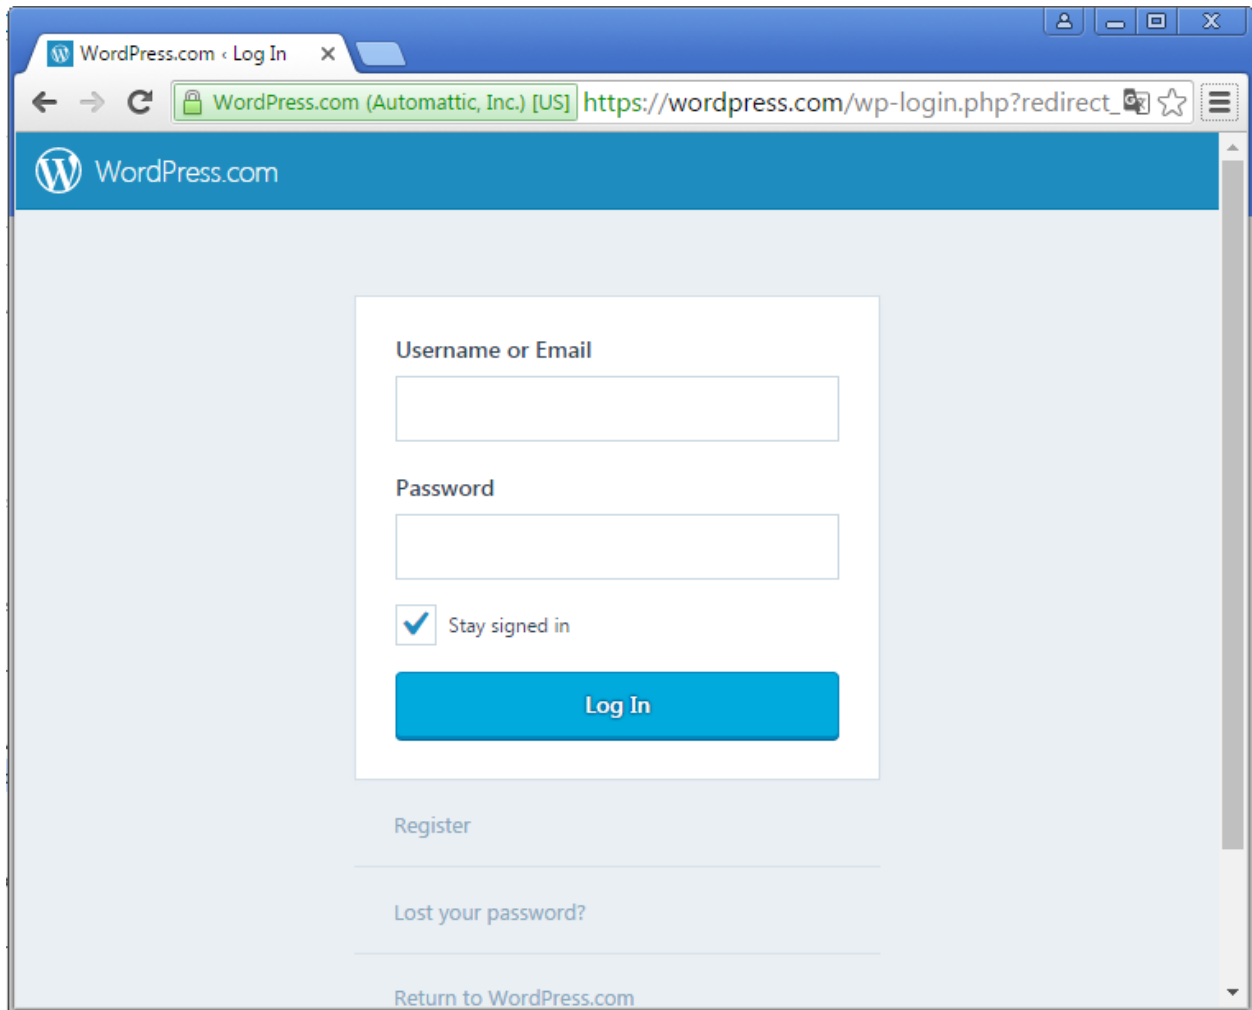 WordPress.com ‹ Log In
WordPress.com (Automattic, Inc.) [US] https://wordpress.com/wp-login.php?redirect_
WordPress.com
Username or Email
Password
Stay signed in
Log In
Register
Lost your password?
Return to WordPress.com